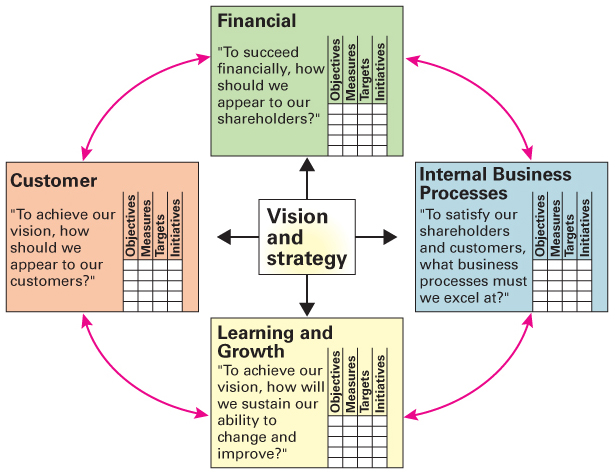 Financial
"To succeed
financially, how
should we
appear to our
shareholders?"
Objectives
Measures
Targets
Initiatives
Customer
"To achieve our
vision, how
should we
appear to our
customers?"
Objectives
Measures
Targets
Initiatives
Vision
and
strategy
Internal Business
Processes
"To satisfy our
shareholders
and customers,
what business
processes must
we excel at?"
Objectives
Measures
Targets
Initiatives
Learning and
Growth
"To achieve our
vision, how will
we sustain our
ability to
change and
improve?"
Objectives
Measures
Targets
Initiatives